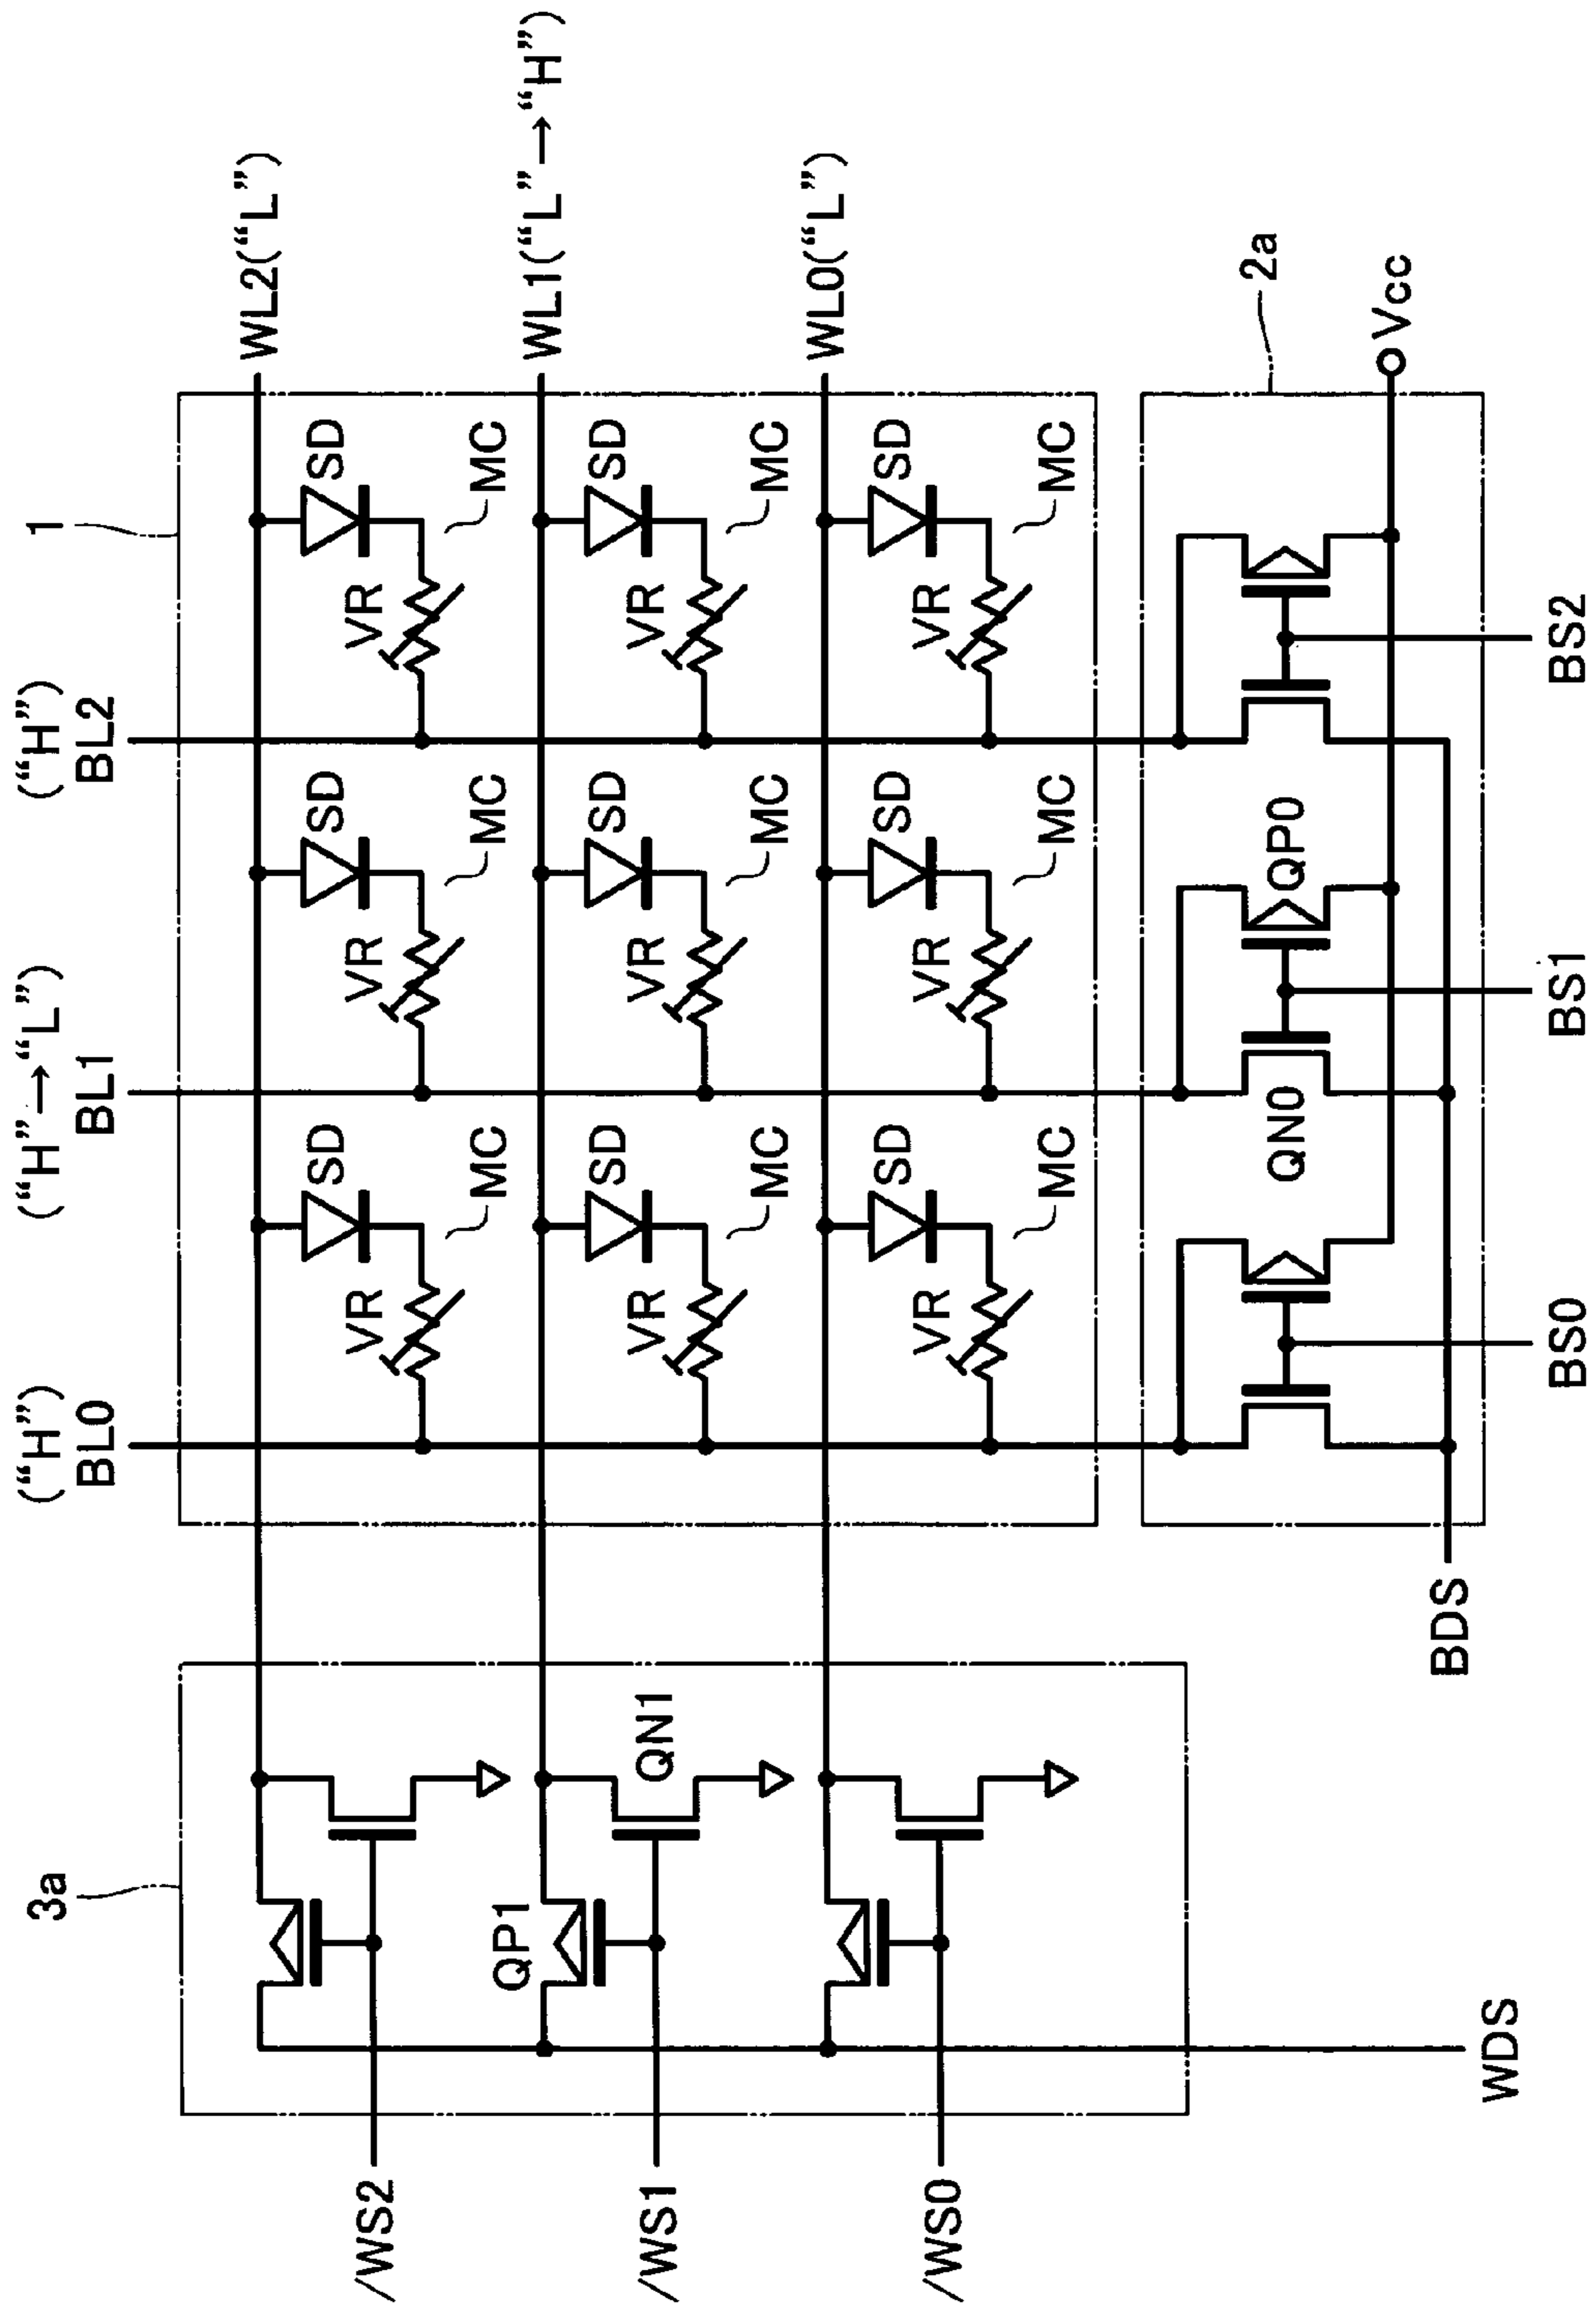 1
("H")
("H"→"L")
("H")
BL0
BL1
BL2
3a
WL2("L")
SD
SD
SD
VR
VR
VR
MC
MC
MC
/WS2
WL1("L"→"H")
QP1
QN1
SD
SD
SD
VR
VR
VR
MC
MC
MC
/WS1
WL0("L")
SD
SD
SD
VR
VR
VR
MC
MC
MC
/WS0
2a
QN0
QP0
Vcc
BDS
WDS
BS0
BS1
BS2